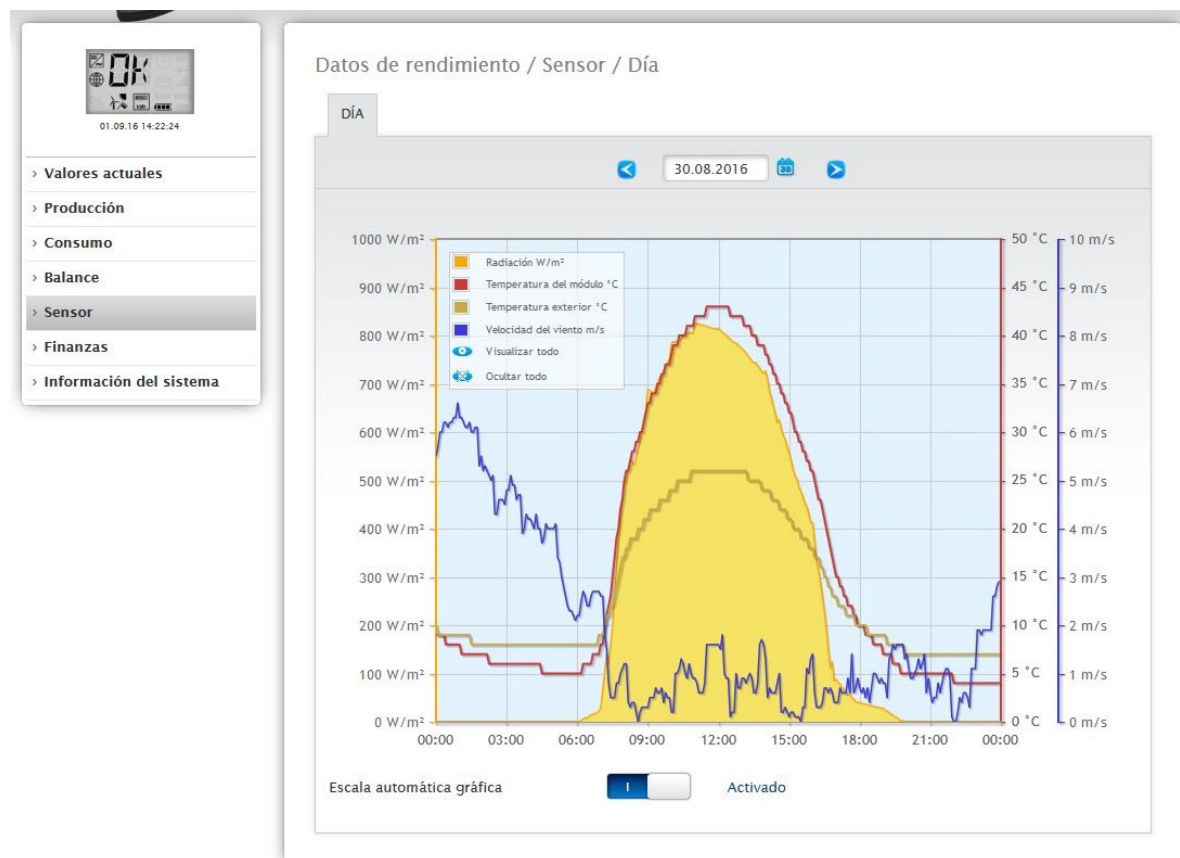 OK
01.09.16 14:22:24
› Valores actuales
› Producción
› Consumo
› Balance
› Sensor
› Finanzas
› Información del sistema
Datos de rendimiento / Sensor / Día
DÍA
30.08.2016
30
1000 W/m²
900 W/m²
800 W/m²
700 W/m²
600 W/m²
500 W/m²
400 W/m²
300 W/m²
200 W/m²
100 W/m²
0 W/m²
Radiación W/m²
Temperatura del módulo °C
Temperatura exterior °C
Velocidad del viento m/s
Visualizar todo
Ocultar todo
50 °C
45 °C
40 °C
35 °C
30 °C
25 °C
20 °C
15 °C
10 °C
5 °C
0 °C
10 m/s
9 m/s
8 m/s
7 m/s
6 m/s
5 m/s
4 m/s
3 m/s
2 m/s
1 m/s
0 m/s
00:00 03:00 06:00 09:00 12:00 15:00 18:00 21:00 00:00
Escala automática gráfica I Activado